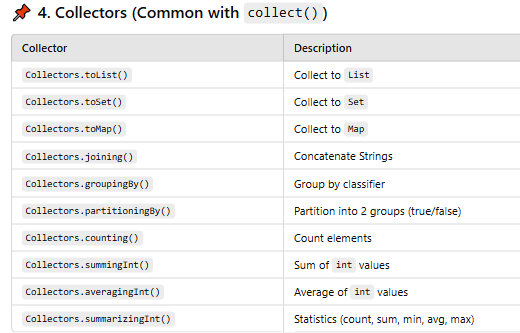 📌 4. Collectors (Common with collect())
Collector Description
Collectors.toList() Collect to List
Collectors.toSet() Collect to Set
Collectors.toMap() Collect to Map
Collectors.joining() Concatenate Strings
Collectors.groupingBy() Group by classifier
Collectors.partitioningBy() Partition into 2 groups (true/false)
Collectors.counting() Count elements
Collectors.summingInt() Sum of int values
Collectors.averagingInt() Average of int values
Collectors.summarizingInt() Statistics (count, sum, min, avg, max)